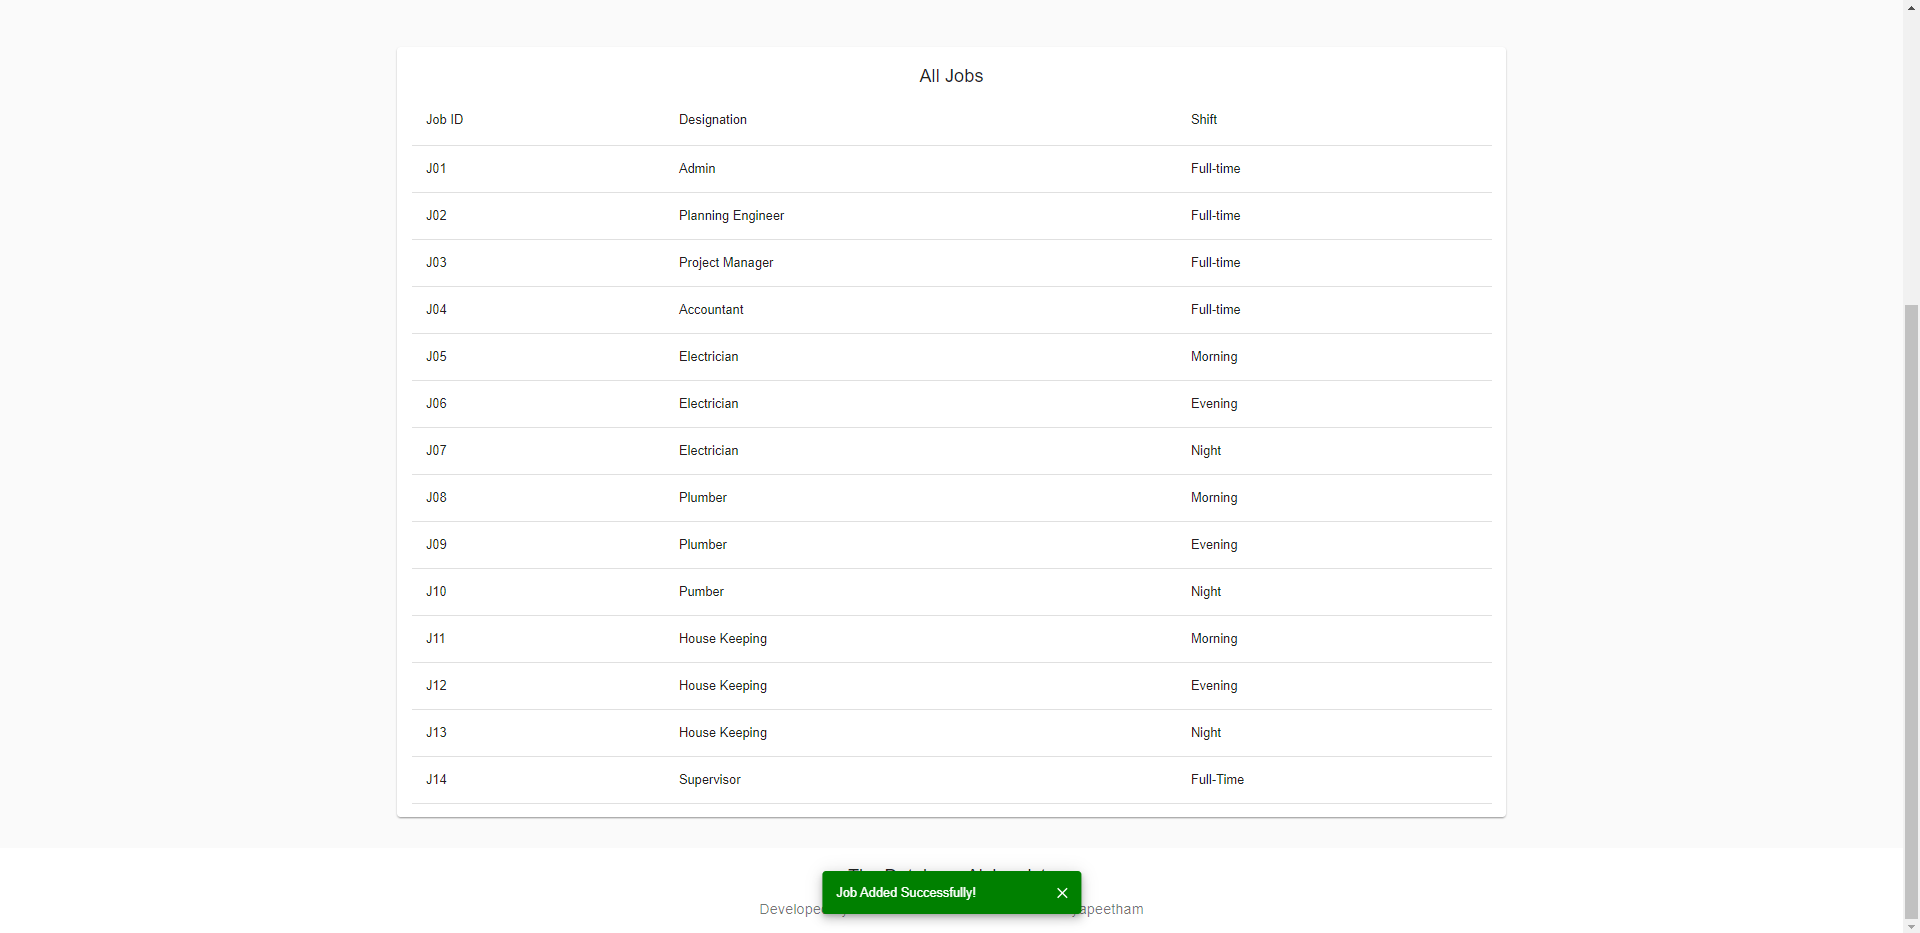 All Jobs
Job ID Designation Shift
J01 Admin Full-time
J02 Planning Engineer Full-time
J03 Project Manager Full-time
J04 Accountant Full-time
J05 Electrician Morning
J06 Electrician Evening
J07 Electrician Night
J08 Plumber Morning
J09 Plumber Evening
J10 Pumber Night
J11 House Keeping Morning
J12 House Keeping Evening
J13 House Keeping Night
J14 Supervisor Full-Time
Job Added Successfully!